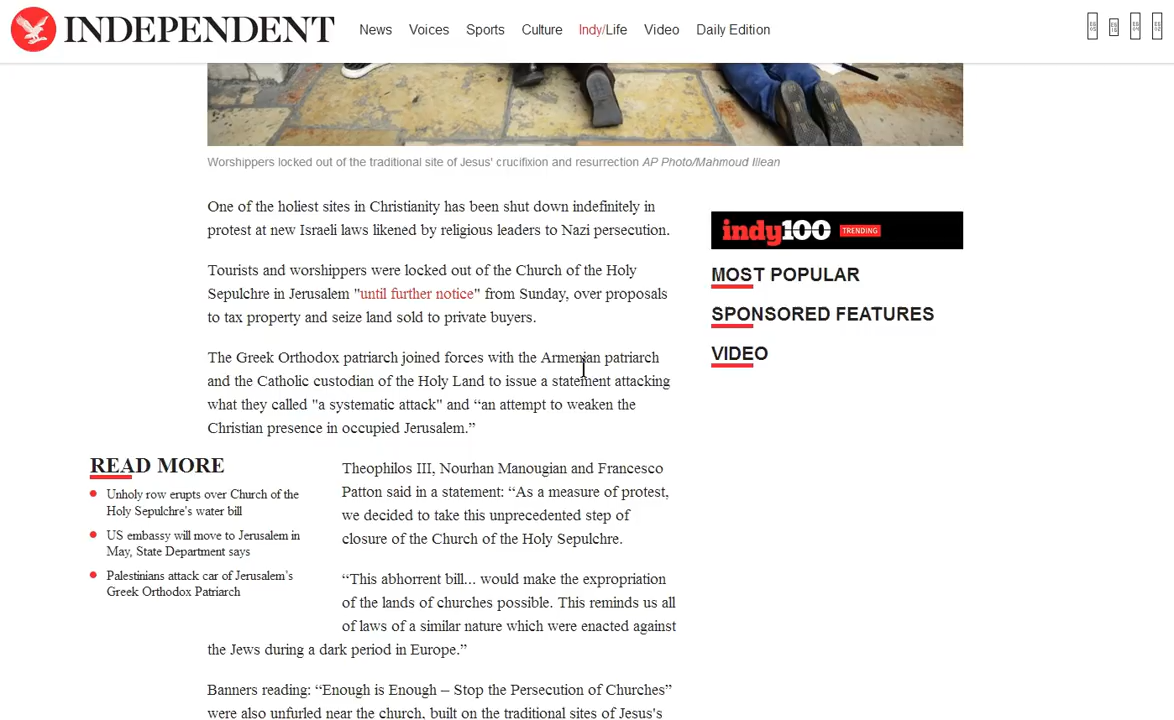 INDEPENDENT
News Voices Sports Culture Indy/Life Video Daily Edition
Worshippers locked out of the traditional site of Jesus' crucifixion and resurrection AP Photo/Mahmoud Illean
One of the holiest sites in Christianity has been shut down indefinitely in
protest at new Israeli laws likened by religious leaders to Nazi persecution.
Tourists and worshippers were locked out of the Church of the Holy
Sepulchre in Jerusalem "until further notice" from Sunday, over proposals
to tax property and seize land sold to private buyers.
The Greek Orthodox patriarch joined forces with the Armenian patriarch
and the Catholic custodian of the Holy Land to issue a statement attacking
what they called "a systematic attack" and “an attempt to weaken the
Christian presence in occupied Jerusalem.”
READ MORE
Unholy row erupts over Church of the
Holy Sepulchre's water bill
US embassy will move to Jerusalem in
May, State Department says
Palestinians attack car of Jerusalem’s
Greek Orthodox Patriarch
Theophilos III, Nourhan Manougian and Francesco
Patton said in a statement: “As a measure of protest,
we decided to take this unprecedented step of
closure of the Church of the Holy Sepulchre.
“This abhorrent bill... would make the expropriation
of the lands of churches possible. This reminds us all
of laws of a similar nature which were enacted against
the Jews during a dark period in Europe.”
Banners reading: “Enough is Enough – Stop the Persecution of Churches”
were also unfurled near the church, built on the traditional sites of Jesus's
indy100 TRENDING
MOST POPULAR
SPONSORED FEATURES
VIDEO